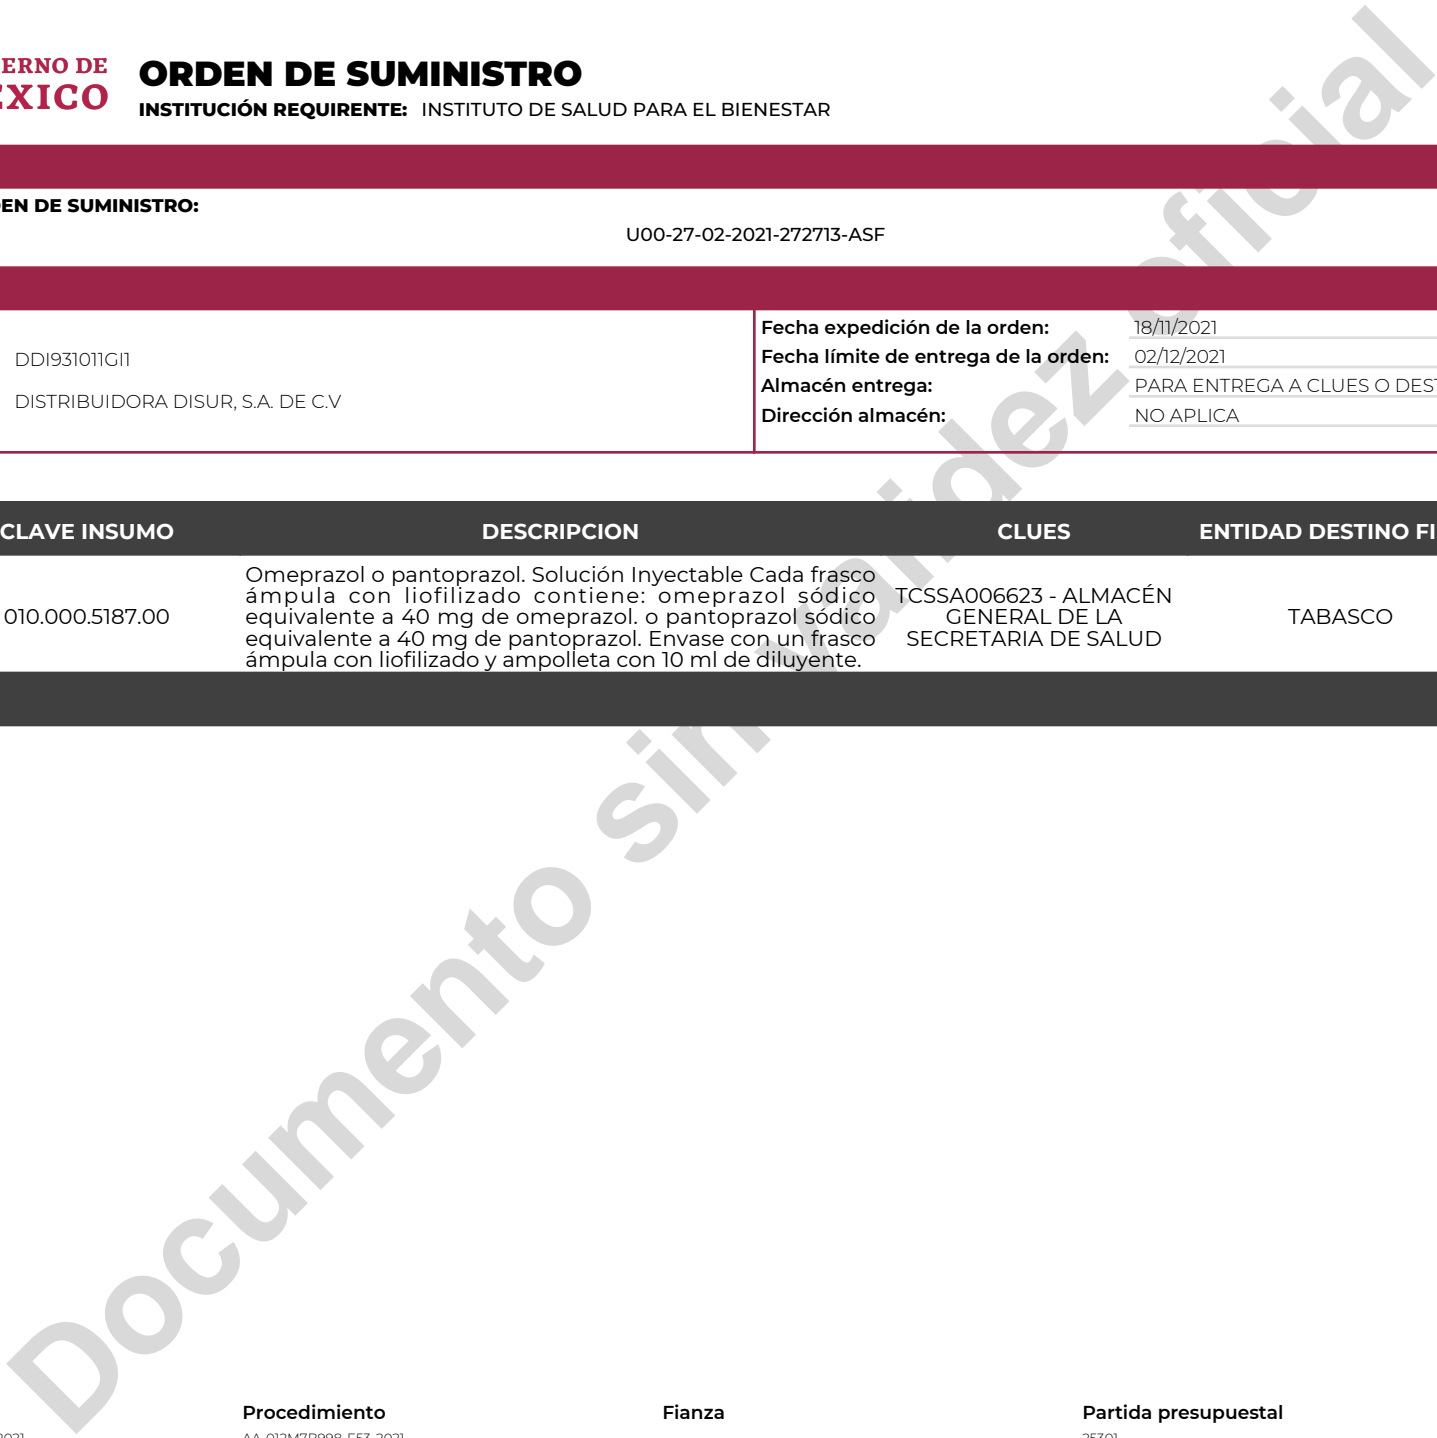 ERNO DE
EXICO
ORDEN DE SUMINISTRO
INSTITUCIÓN REQUIRENTE: INSTITUTO DE SALUD PARA EL BIENESTAR
EN DE SUMINISTRO:
U00-27-02-2021-272713-ASF
DDI931011GI1
DISTRIBUIDORA DISUR, S.A. DE C.V
Fecha expedición de la orden: 18/11/2021
Fecha límite de entrega de la orden: 02/12/2021
Almacén entrega: PARA ENTREGA A CLUES O DEST
Dirección almacén: NO APLICA
CLAVE INSUMO DESCRIPCION CLUES ENTIDAD DESTINO FI
010.000.5187.00
Omeprazol o pantoprazol. Solución Inyectable Cada frasco
ámpula con liofilizado contiene: omeprazol sódico
equivalente a 40 mg de omeprazol. o pantoprazol sódico
equivalente a 40 mg de pantoprazol. Envase con un frasco
ámpula con liofilizado y ampolleta con 10 ml de diluyente.
TCSSA006623 - ALMACÉN
GENERAL DE LA
SECRETARIA DE SALUD
TABASCO
Documento sin validez oficial
Procedimiento Fianza Partida presupuestal